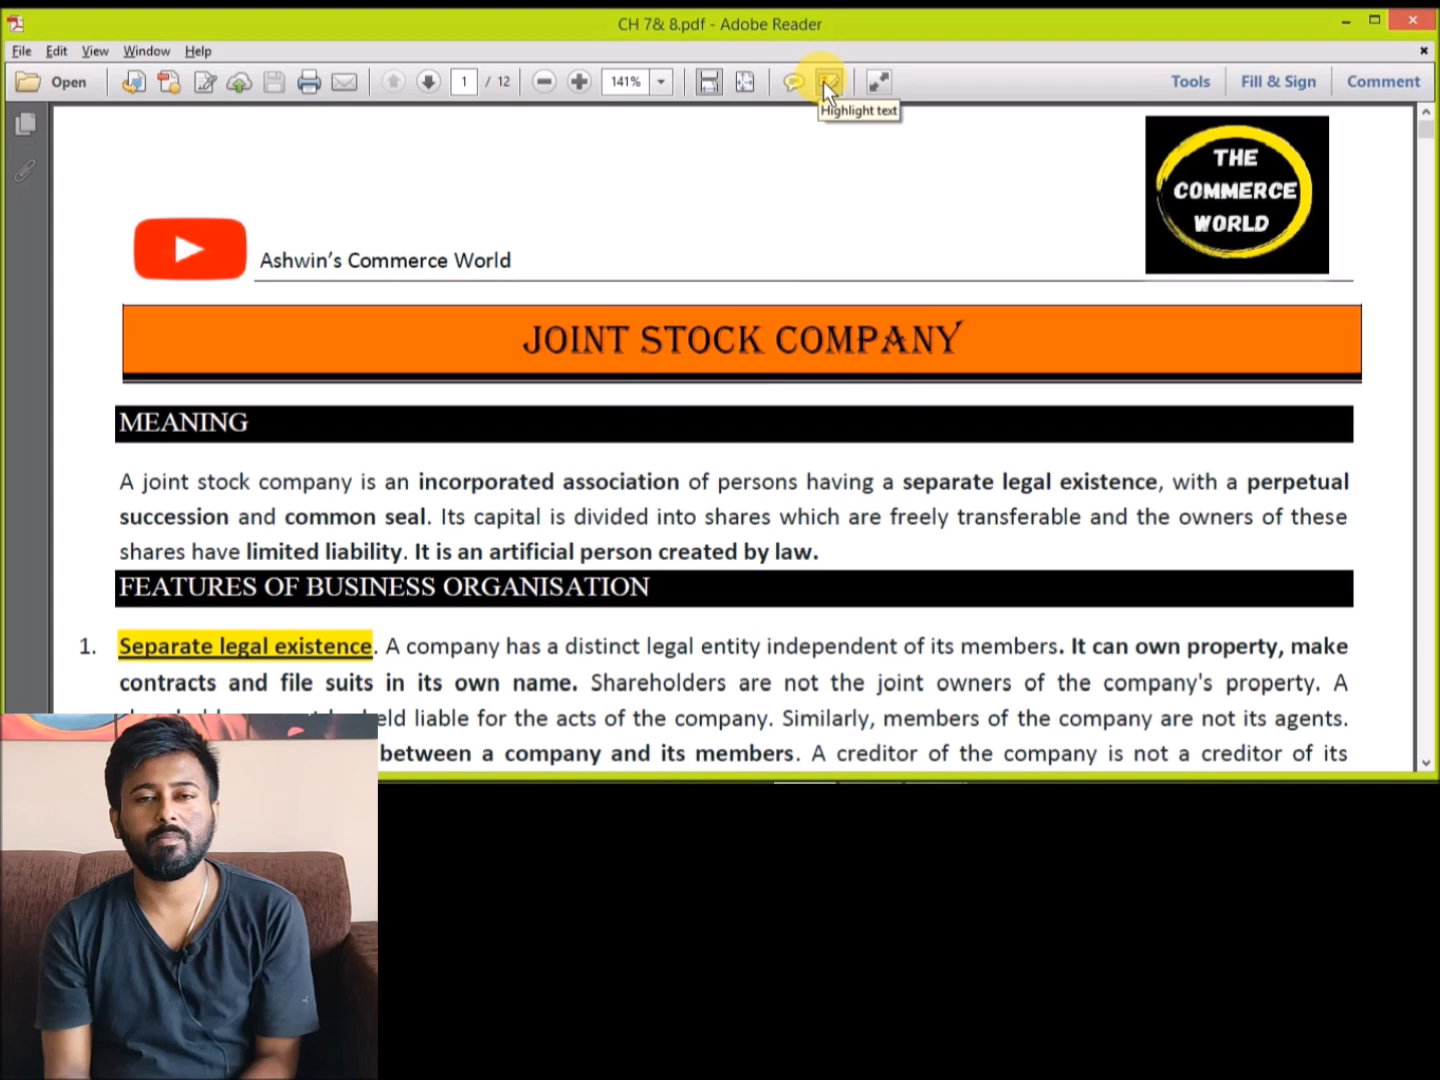 CH 7& 8.pdf - Adobe Reader
File Edit View Window Help
Open 1 / 12 141% Tools Fill & Sign Comment
Highlight text
THE
COMMERCE
WORLD
Ashwin's Commerce World
JOINT STOCK COMPANY
MEANING
A joint stock company is an incorporated association of persons having a separate legal existence, with a perpetual
succession and common seal. Its capital is divided into shares which are freely transferable and the owners of these
shares have limited liability. It is an artificial person created by law.
FEATURES OF BUSINESS ORGANISATION
1. Separate legal existence. A company has a distinct legal entity independent of its members. It can own property, make
contracts and file suits in its own name. Shareholders are not the joint owners of the company's property. A
liable for the acts of the company. Similarly, members of the company are not its agents.
between a company and its members. A creditor of the company is not a creditor of its